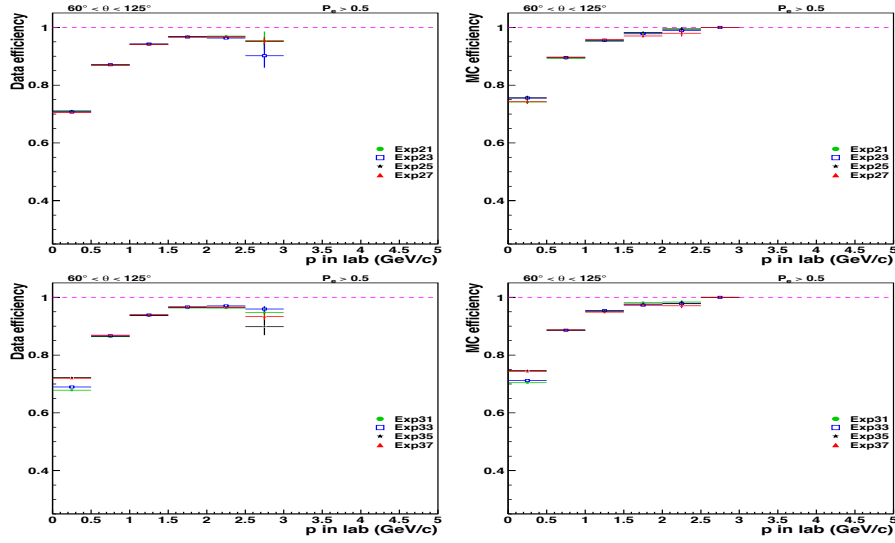 60° < θ < 125° P_e > 0.5
Data efficiency
1
0.8
0.6
0.4
0 0.5 1 1.5 2 2.5 3 3.5 4 4.5 5
p in lab (GeV/c)
Exp21
Exp23
Exp25
Exp27
60° < θ < 125° P_e > 0.5
MC efficiency
1
0.8
0.6
0.4
0 0.5 1 1.5 2 2.5 3 3.5 4 4.5 5
p in lab (GeV/c)
Exp21
Exp23
Exp25
Exp27
60° < θ < 125° P_e > 0.5
Data efficiency
1
0.8
0.6
0.4
0 0.5 1 1.5 2 2.5 3 3.5 4 4.5 5
p in lab (GeV/c)
Exp31
Exp33
Exp35
Exp37
60° < θ < 125° P_e > 0.5
MC efficiency
1
0.8
0.6
0.4
0 0.5 1 1.5 2 2.5 3 3.5 4 4.5 5
p in lab (GeV/c)
Exp31
Exp33
Exp35
Exp37